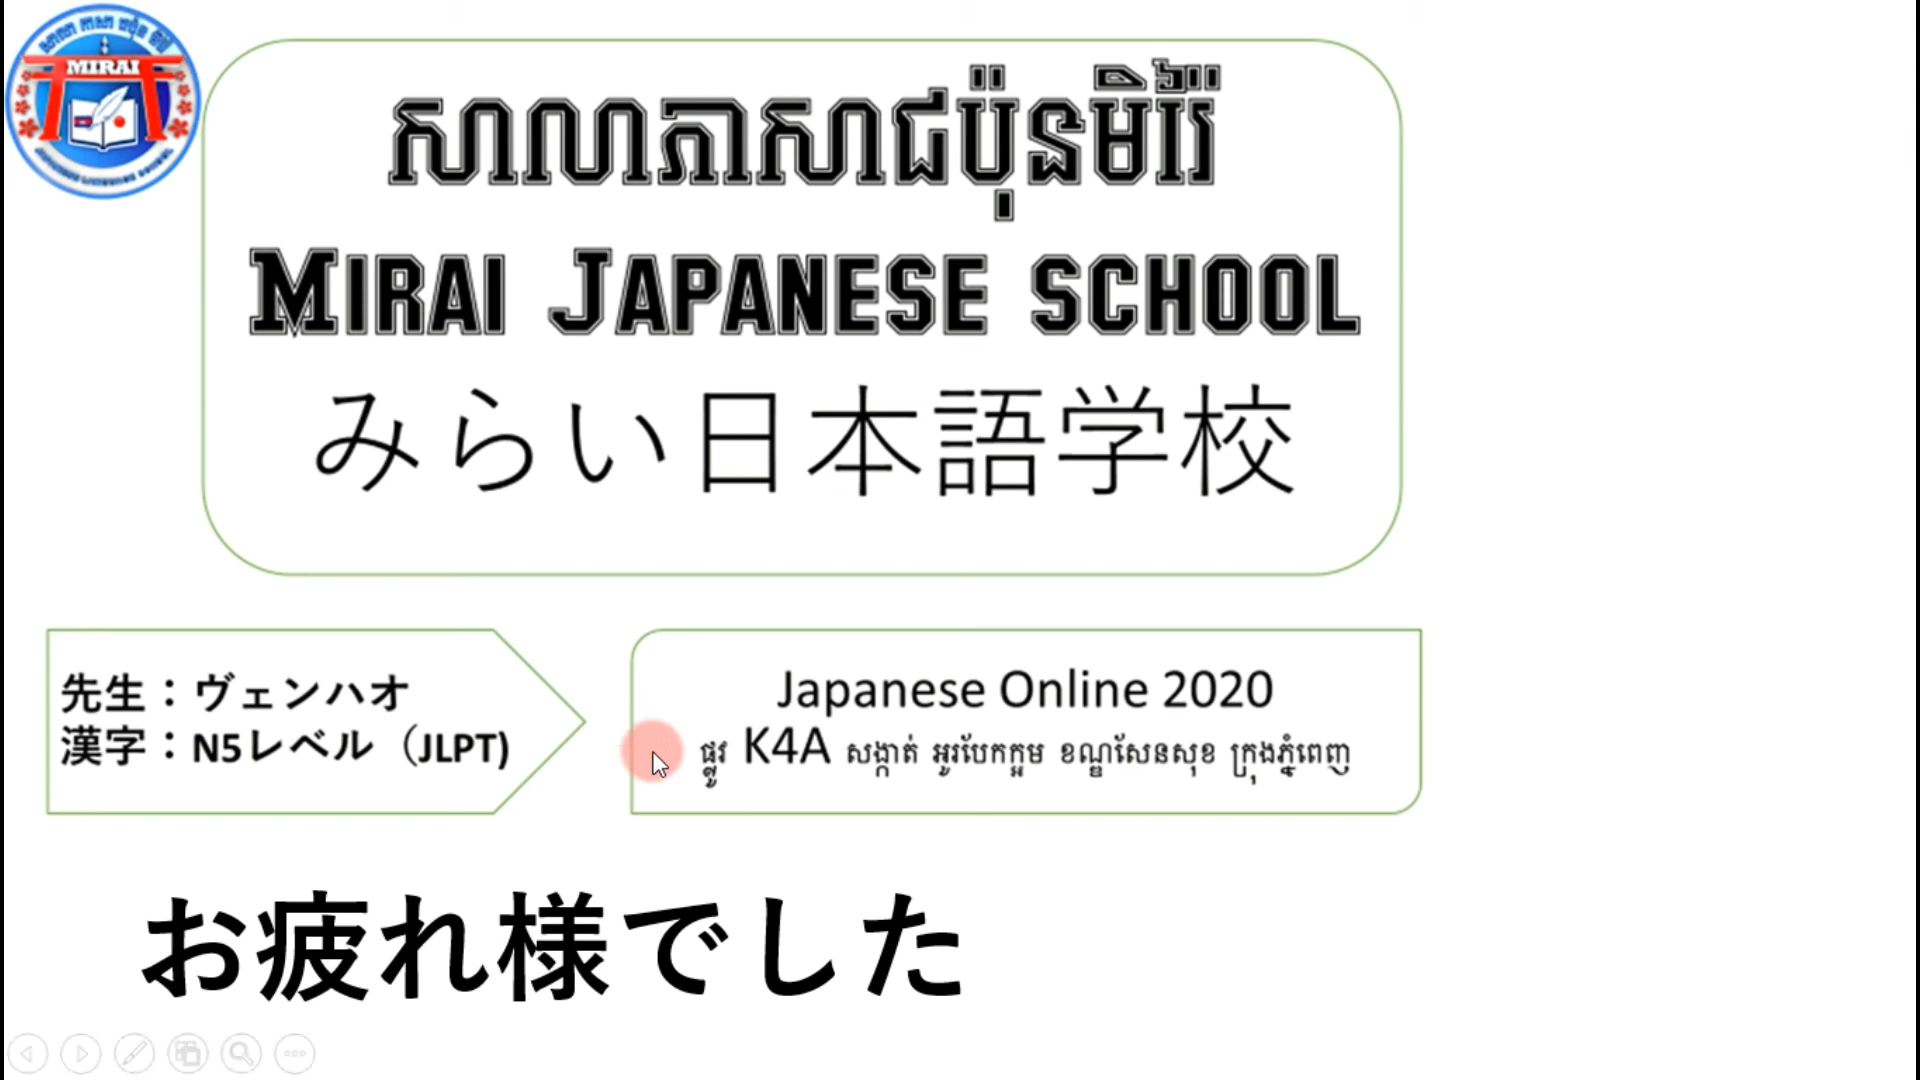 MIRAI
សាលាភាសាជប៉ុនមិរ៉ៃ
MIRAI JAPANESE SCHOOL
みらい日本語学校
先生：ヴェンハオ
漢字：N5レベル（JLPT)
Japanese Online 2020
ផ្លូវ K4A សង្កាត់ អូរបែកក្អម ខណ្ឌសែនសុខ ក្រុងភ្នំពេញ
お疲れ様でした